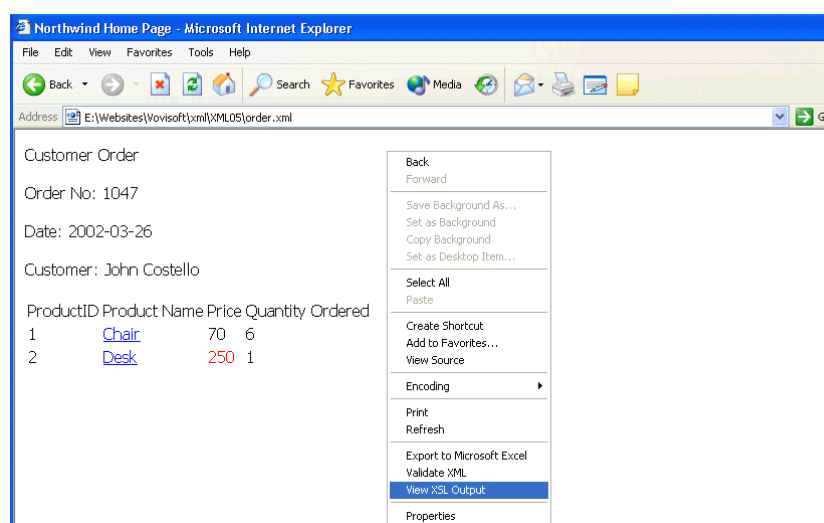 Northwind Home Page - Microsoft Internet Explorer
File Edit View Favorites Tools Help
Back Search Favorites Media
Address E:\Websites\Vovisoft\xml\XML05\order.xml G
Customer Order
Order No: 1047
Date: 2002-03-26
Customer: John Costello
ProductID Product Name Price Quantity Ordered
1 Chair 70 6
2 Desk 250 1
Back
Forward
Save Background As...
Set as Background
Copy Background
Set as Desktop Item...
Select All
Paste
Create Shortcut
Add to Favorites...
View Source
Encoding
Print
Refresh
Export to Microsoft Excel
Validate XML
View XSL Output
Properties